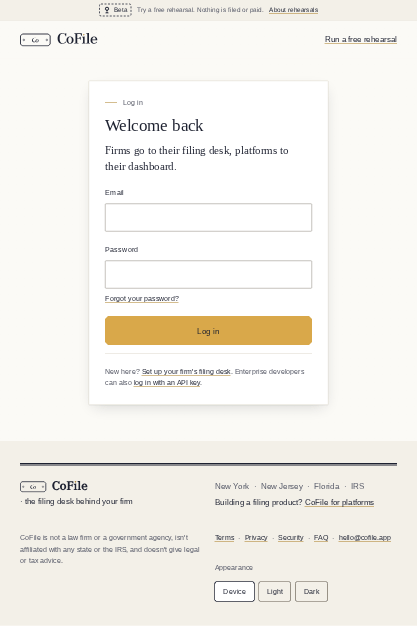 Beta Try a free rehearsal. Nothing is filed or paid. About rehearsals
Co CoFile
Run a free rehearsal
Log in
Welcome back
Firms go to their filing desk, platforms to
their dashboard.
Email
Password
Forgot your password?
Log in
New here? Set up your firm's filing desk. Enterprise developers
can also log in with an API key.
Co CoFile
· the filing desk behind your firm
New York · New Jersey · Florida · IRS
Building a filing product? CoFile for platforms
CoFile is not a law firm or a government agency, isn't
affiliated with any state or the IRS, and doesn't give legal
or tax advice.
Terms · Privacy · Security · FAQ · hello@cofile.app
Appearance
Device Light Dark